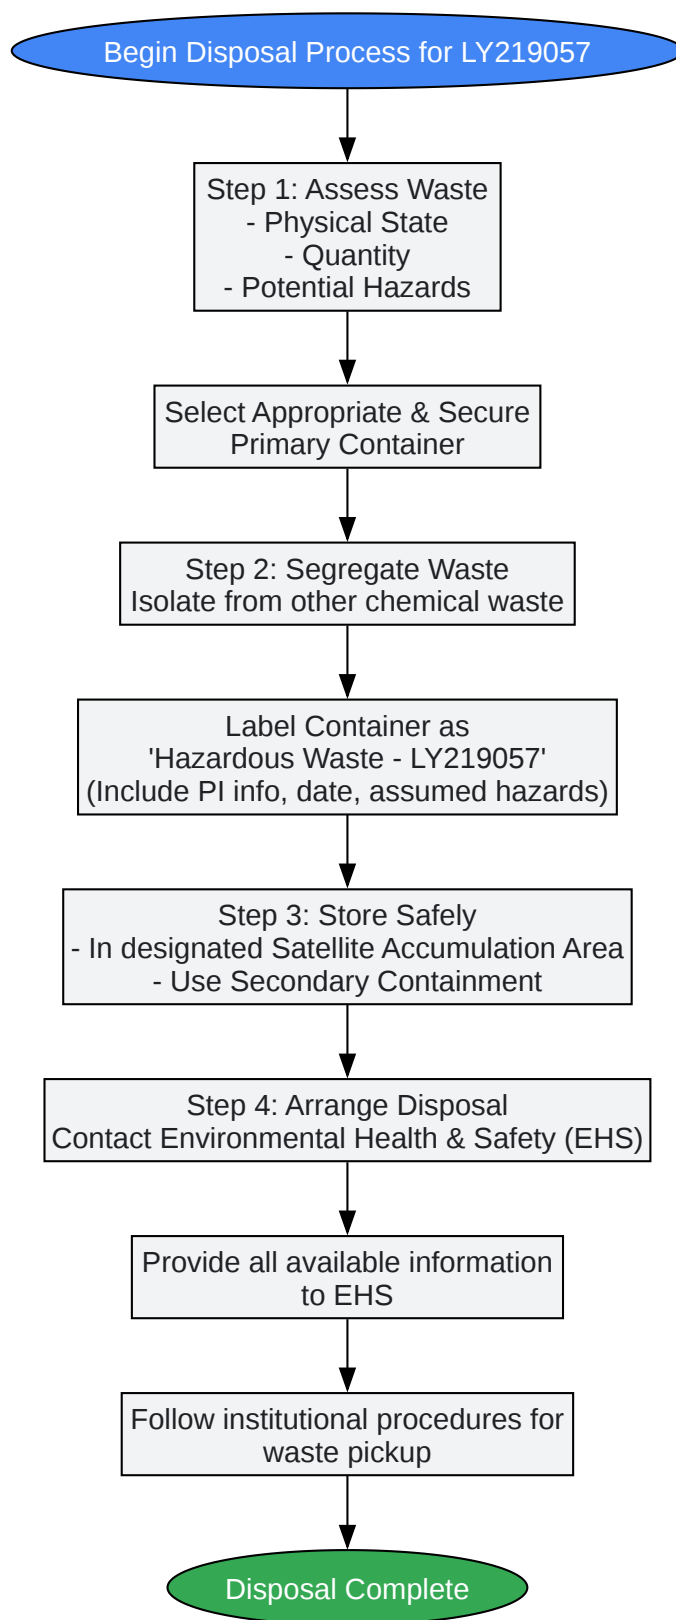 Begin Disposal Process for LY219057
Step 1: Assess Waste
- Physical State
- Quantity
- Potential Hazards
Select Appropriate & Secure
Primary Container
Step 2: Segregate Waste
Isolate from other chemical waste
Label Container as
'Hazardous Waste - LY219057'
(Include PI info, date, assumed hazards)
Step 3: Store Safely
- In designated Satellite Accumulation Area
- Use Secondary Containment
Step 4: Arrange Disposal
Contact Environmental Health & Safety (EHS)
Provide all available information
to EHS
Follow institutional procedures for
waste pickup
Disposal Complete